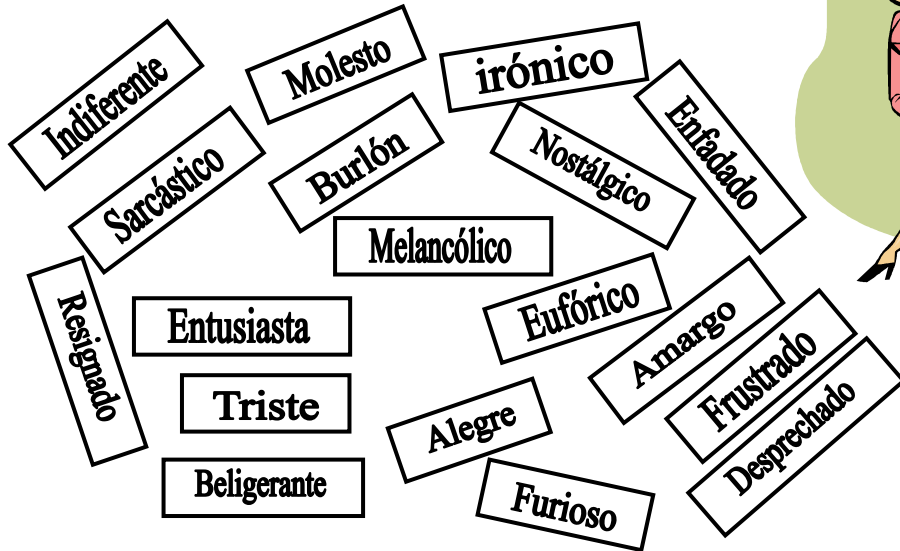 Indiferente
Molesto
irónico
Enfadado
Sarcástico
Burlón
Nostálgico
Melancólico
Resignado
Entusiasta
Eufórico
Amargo
Frustrado
Triste
Alegre
Desprechado
Beligerante
Furioso